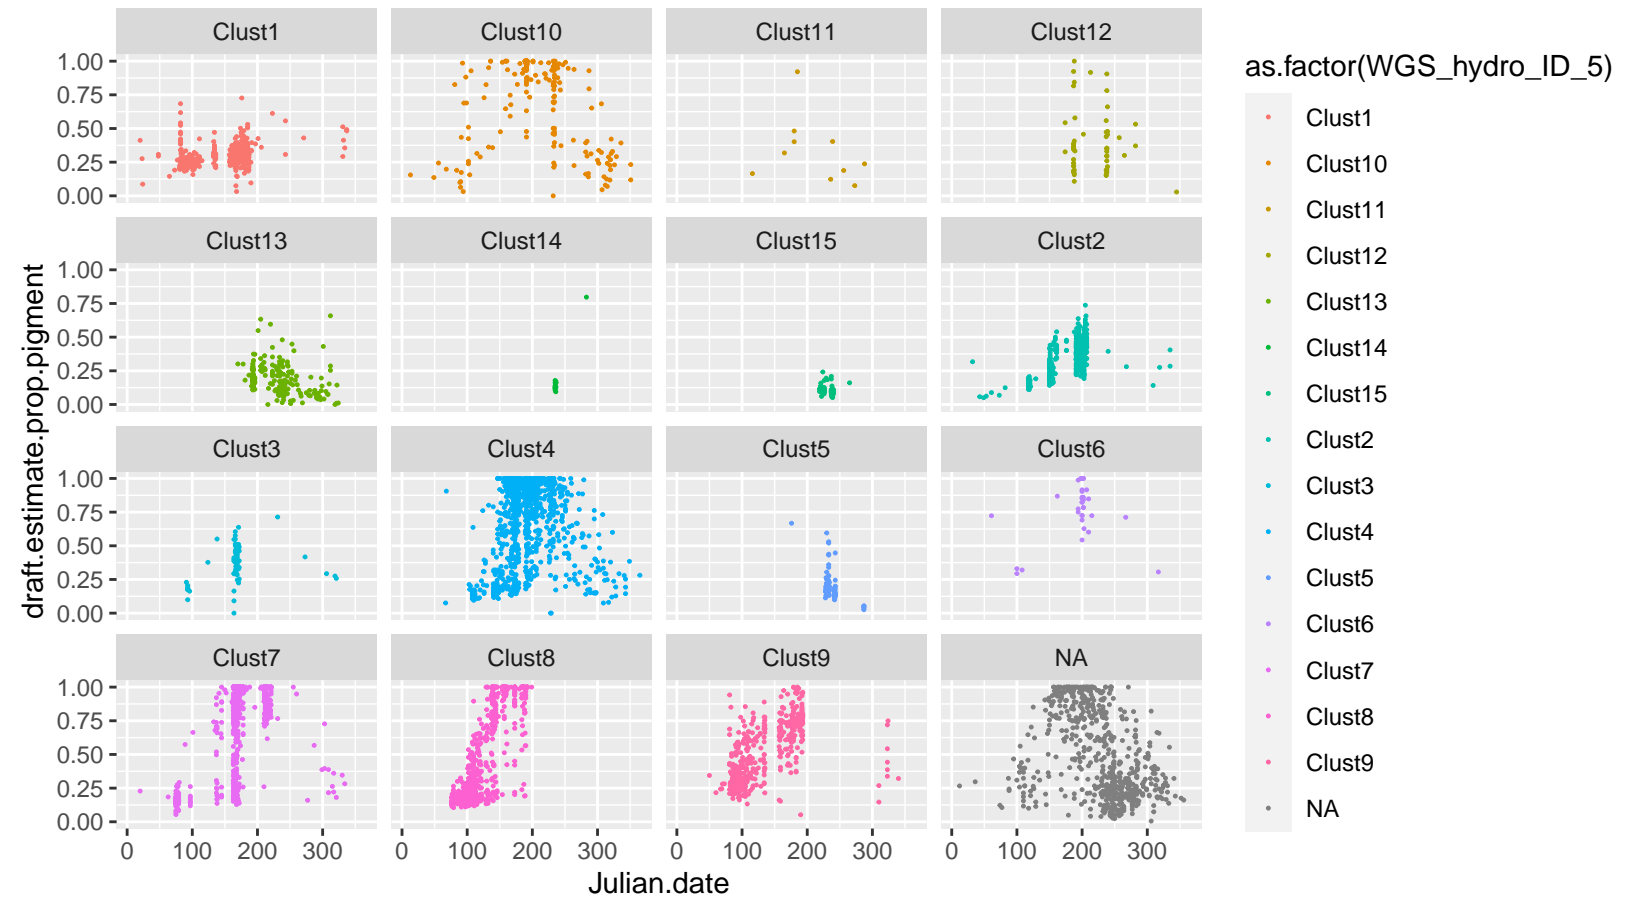 Clust1 Clust10 Clust11 Clust12
1.00
0.75
0.50
0.25
0.00
Clust13 Clust14 Clust15 Clust2
1.00
0.75
0.50
0.25
0.00
Clust3 Clust4 Clust5 Clust6
1.00
0.75
0.50
0.25
0.00
Clust7 Clust8 Clust9 NA
1.00
0.75
0.50
0.25
0.00
0 100 200 300 0 100 200 300 0 100 200 300 0 100 200 300
Julian.date
draft.estimate.prop.pigment
as.factor(WGS_hydro_ID_5)
Clust1
Clust10
Clust11
Clust12
Clust13
Clust14
Clust15
Clust2
Clust3
Clust4
Clust5
Clust6
Clust7
Clust8
Clust9
NA